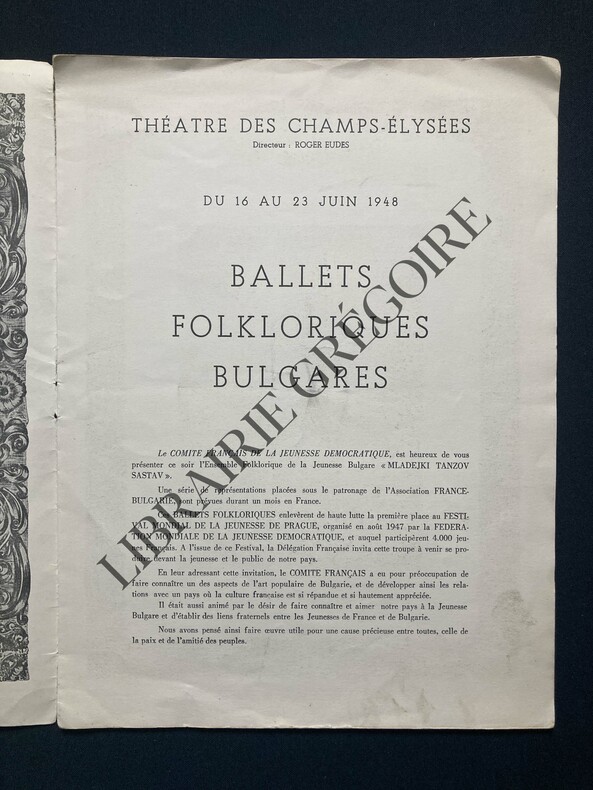 THÉATRE DES CHAMPS-ÉLYSÉES
Directeur : ROGER EUDES
DU 16 AU 23 JUIN 1948
BALLETS
FOLKLORIQUES
BULGARES
Le COMITE FRANÇAIS DE LA JEUNESSE DEMOCRATIQUE, est heureux de vous
présenter ce soir l'Ensemble Folklorique de la Jeunesse Bulgare « MLADEJKI TANZOV
SASTAV ».
Une série de représentations placées sous le patronage de l'Association FRANCE-
BULGARIE, sont prévues durant un mois en France.
Ces BALLETS FOLKLORIQUES enlevèrent de haute lutte la première place au FESTI-
VAL MONDIAL DE LA JEUNESSE DE PRAGUE, organisé en août 1947 par la FEDERA-
TION MONDIALE DE LA JEUNESSE DEMOCRATIQUE, et auquel participèrent 4.000 jeu-
nes Français. A l'issue de ce Festival, la Délégation Française invita cette troupe à venir se pro-
duire devant la jeunesse et le public de notre pays.
En leur adressant cette invitation, le COMITE FRANÇAIS a eu pour préoccupation de
faire connaître un des aspects de l'art populaire de Bulgarie, et de développer ainsi les rela-
tions avec un pays où la culture française est si répandue et si hautement appréciée.
Il était aussi animé par le désir de faire connaître et aimer notre pays à la Jeunesse
Bulgare et d'établir des liens fraternels entre les Jeunesses de France et de Bulgarie.
Nous avons pensé ainsi faire œuvre utile pour une cause précieuse entre toutes, celle de
la paix et de l'amitié des peuples.
LIBRAIRIE GRÉGOIRE